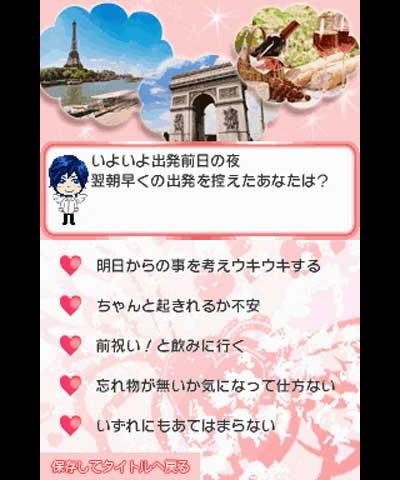 いよいよ出発前日の夜
翌朝早くの出発を控えたあなたは?
明日からの事を考えウキウキする
ちゃんと起きれるか不安
前祝い!と飲みに行く
忘れ物が無いか気になって仕方ない
いずれにもあてはまらない
保存してタイトルへ戻る